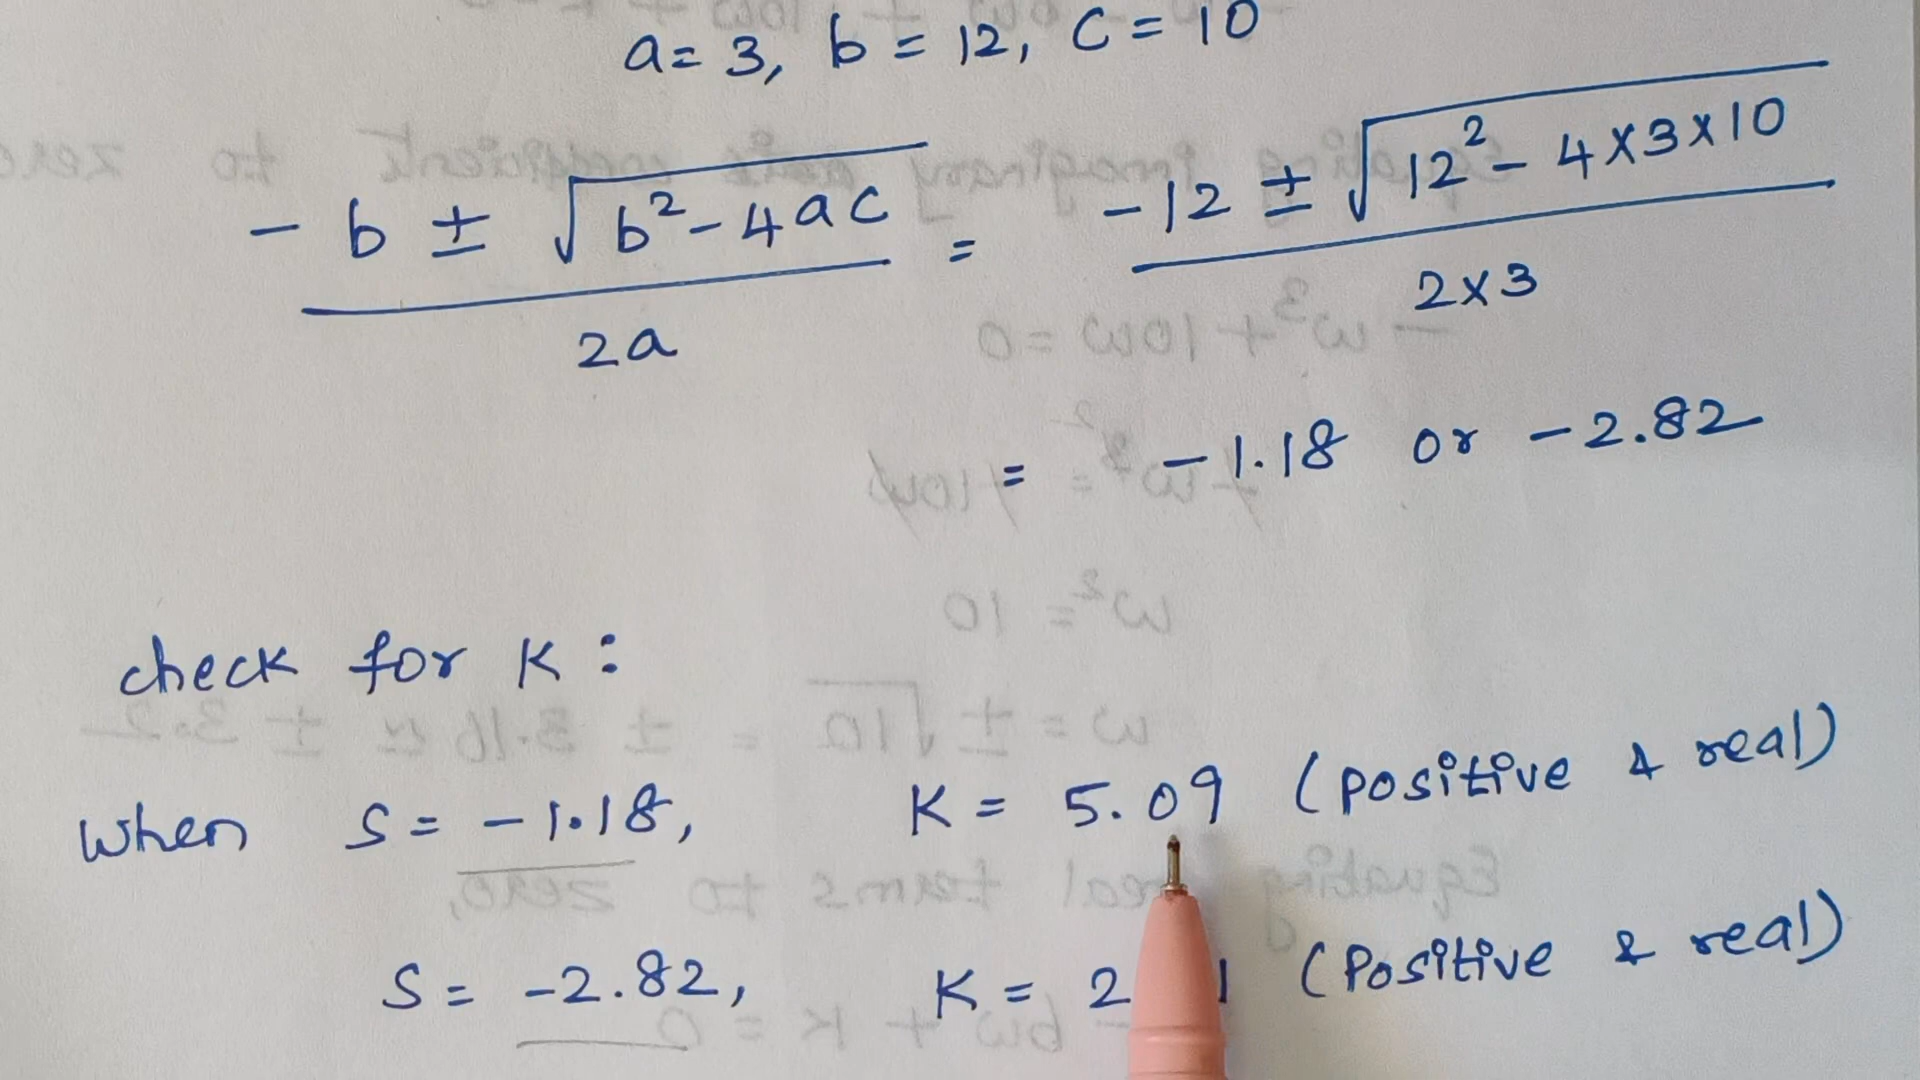 a = 3, b = 12, C = 10
- b ± √b² - 4ac / 2a = -12 ± √12² - 4×3×10 / 2×3
= -1.18 or -2.82
check for K :
When S = -1.18, K = 5.09 (positive & real)
S = -2.82, K = 2 1 (Positive & real)